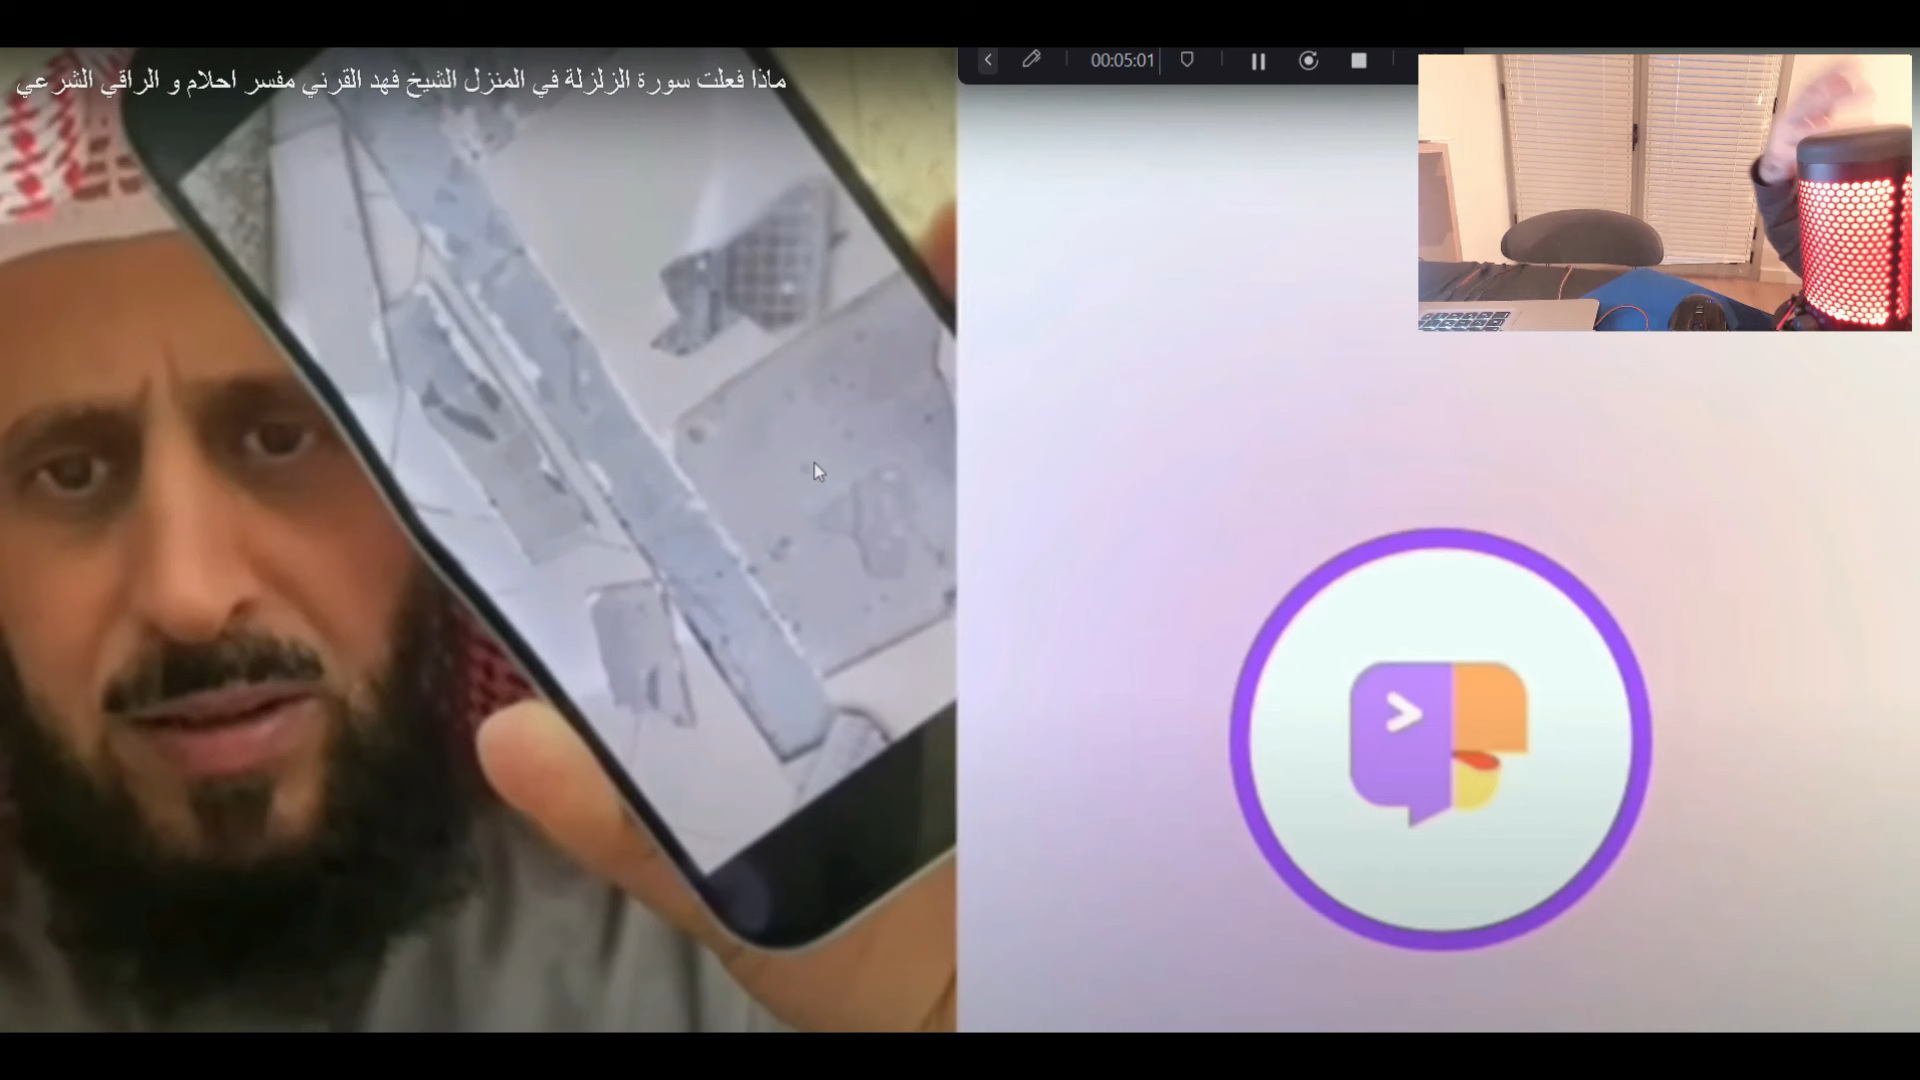 ماذا فعلت سورة الزلزلة في المنزل الشيخ فهد القرني مفسر احلام و الراقي الشرعي
00:05:01